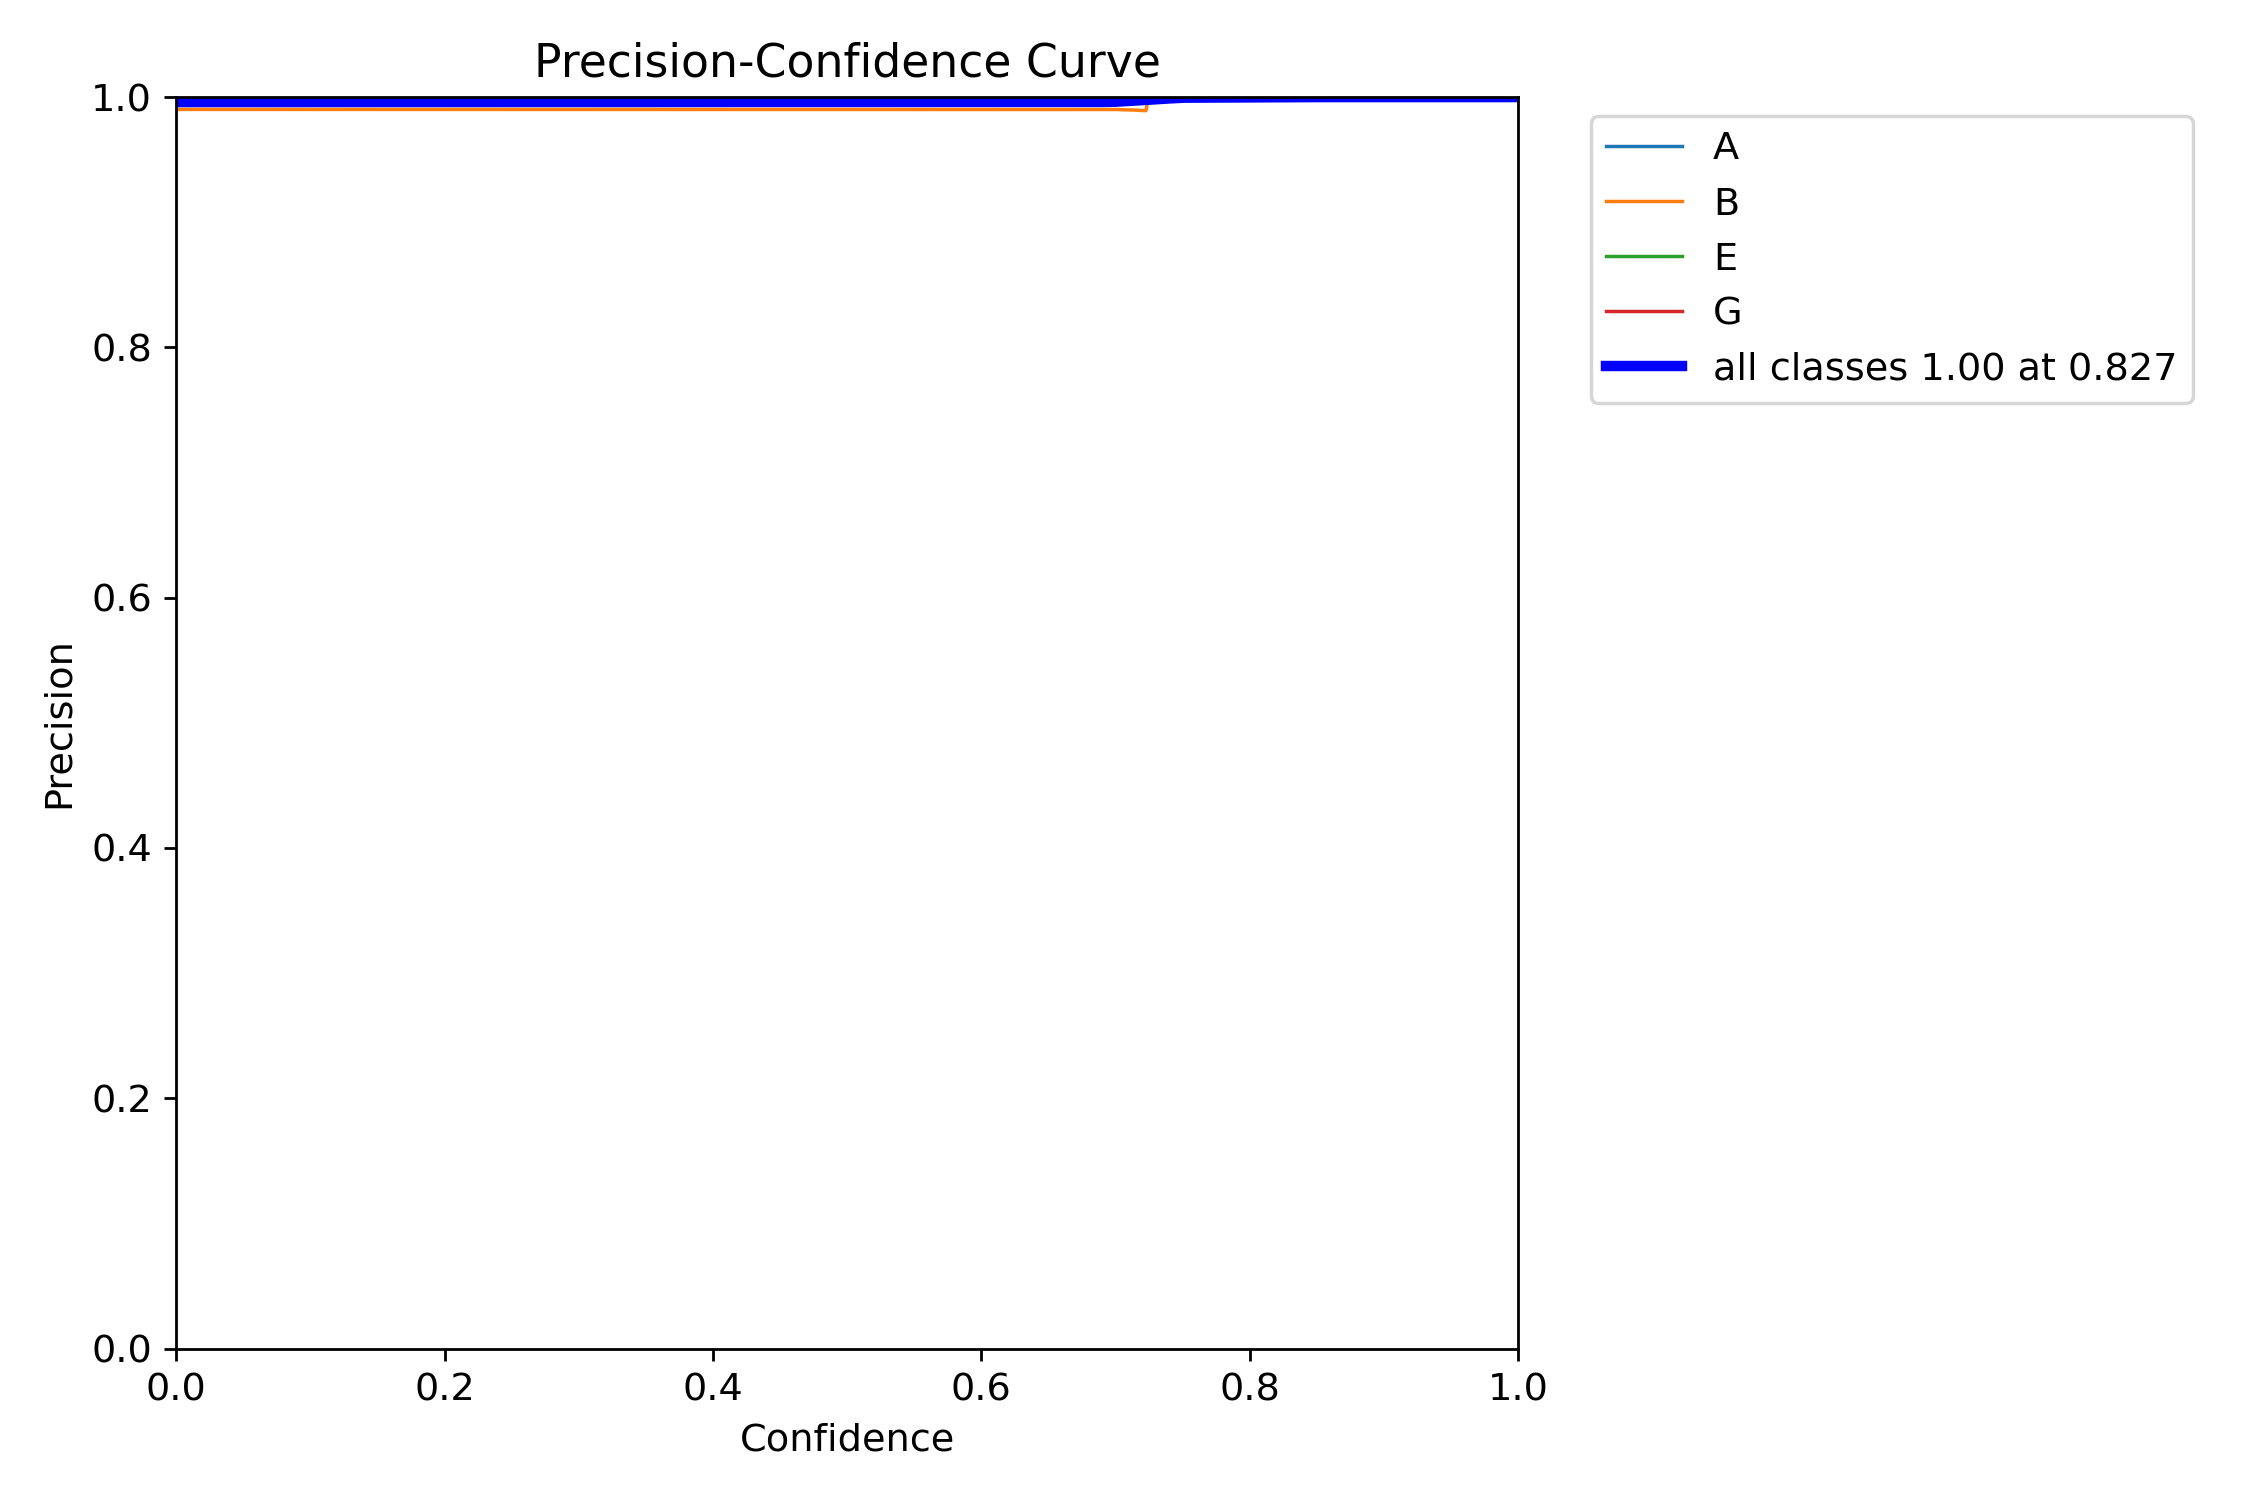 Precision-Confidence Curve
1.0
0.8
0.6
0.4
0.2
0.0
Precision
0.0 0.2 0.4 0.6 0.8 1.0
Confidence
A
B
E
G
all classes 1.00 at 0.827